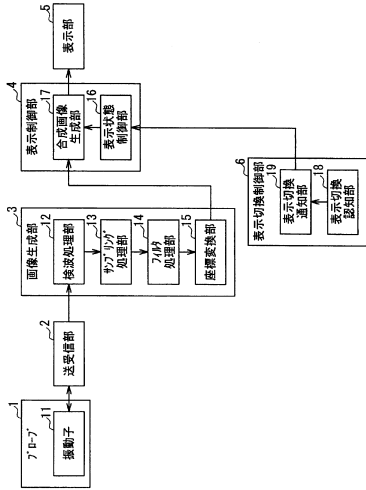 1
プローブ
11
振動子
2
送受信部
3
画像生成部
12
検波処理部
13
サンプリング
処理部
14
フィルタ
処理部
15
座標変換部
4
表示制御部
17
合成画像
生成部
16
表示状態
制御部
5
表示部
6
表示切換制御部
19
表示切換
通知部
18
表示切換
認知部